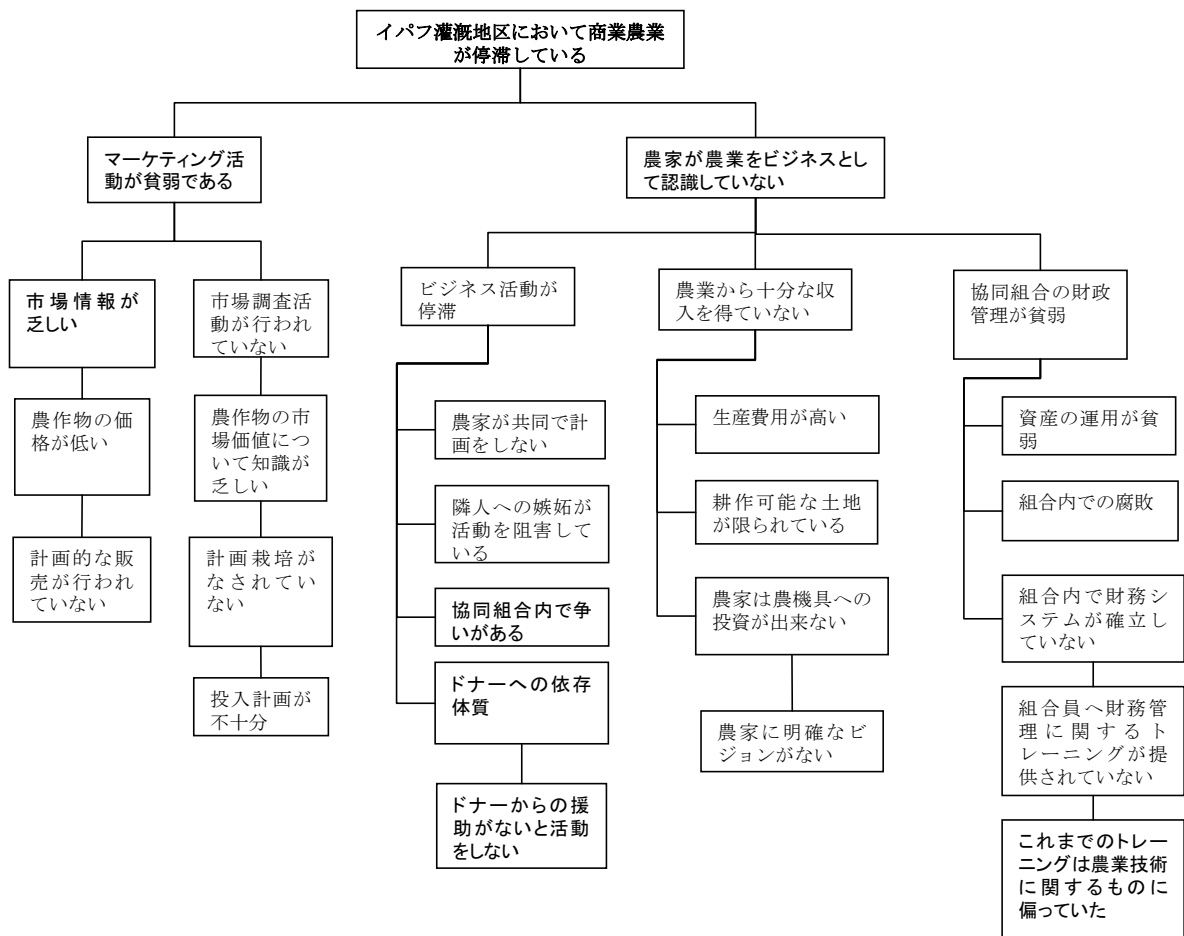 イパフ灌漑地区において商業農業
が停滞している
マーケティング活
動が貧弱である
農家が農業をビジネスとし
て認識していない
市場情報が
乏しい
市場調査活
動が行われ
ていない
ビジネス活動が
停滞
農業から十分な収
入を得ていない
協同組合の財政
管理が貧弱
農作物の価
格が低い
農作物の市
場価値につ
いて知識が
乏しい
農家が共同で計
画をしない
生産費用が高い
資産の運用が貧
弱
隣人への嫉妬が
活動を阻害して
いる
耕作可能な土地
が限られている
組合内での腐敗
計画的な販
売が行われ
ていない
計画栽培が
なされてい
ない
協同組合内で争
いがある
農家は農機具への
投資が出来ない
組合内で財務シ
ステムが確立し
ていない
投入計画が
不十分
ドナーへの依存
体質
農家に明確なビ
ジョンがない
組合員へ財務管
理に関するト
レーニングが提
供されていない
ドナーからの援
助がないと活動
をしない
これまでのトレー
ニングは農業技術
に関するものに
偏っていた